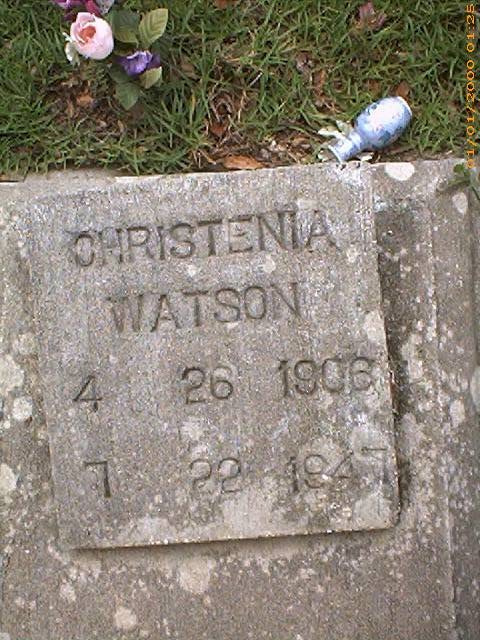 CHRISTENIA
WATSON
4 26 1906
7 22 1947
01/01/2000 01:25